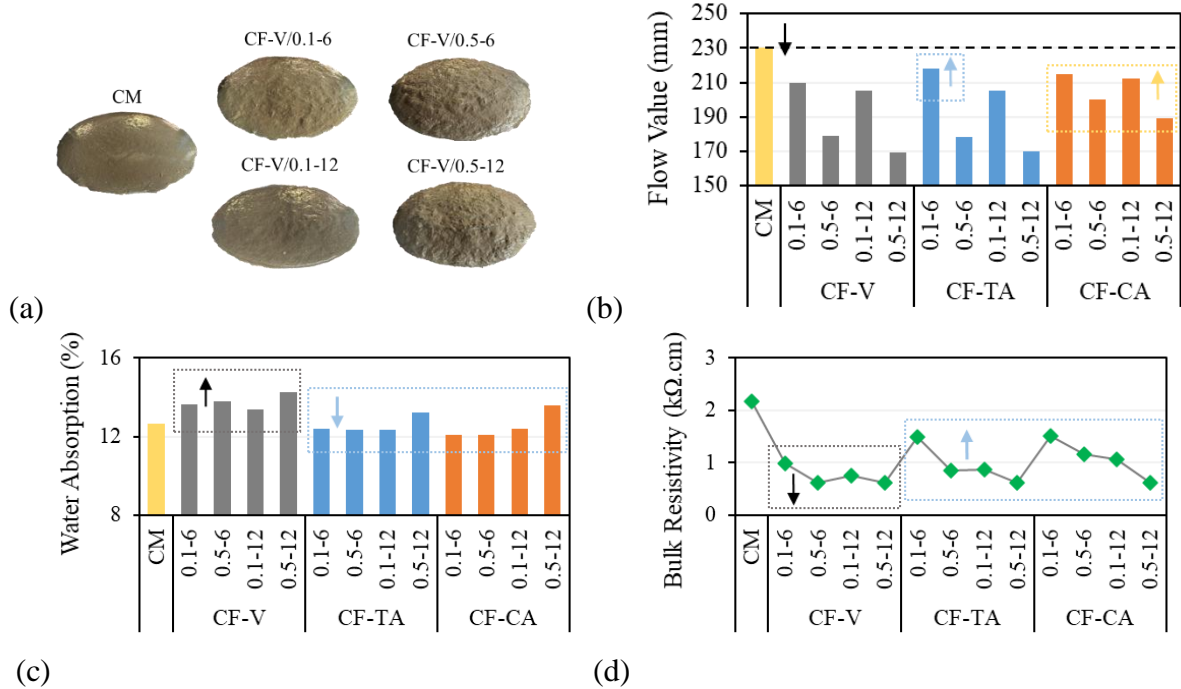 CF-V/0.1-6
CF-V/0.5-6
CM
CF-V/0.1-12
CF-V/0.5-12
(a)
Flow Value (mm)
250
230
210
190
170
150
CM
0.1-6
0.5-6
0.1-12
0.5-12
0.1-6
0.5-6
0.1-12
0.5-12
0.1-6
0.5-6
0.1-12
0.5-12
CF-V
CF-TA
CF-CA
(b)
Water Absorption (%)
16
12
8
CM
0.1-6
0.5-6
0.1-12
0.5-12
0.1-6
0.5-6
0.1-12
0.5-12
0.1-6
0.5-6
0.1-12
0.5-12
CF-V
CF-TA
CF-CA
(c)
Bulk Resistivity (kΩ.cm)
3
2
1
0
CM
0.1-6
0.5-6
0.1-12
0.5-12
0.1-6
0.5-6
0.1-12
0.5-12
0.1-6
0.5-6
0.1-12
0.5-12
CF-V
CF-TA
CF-CA
(d)